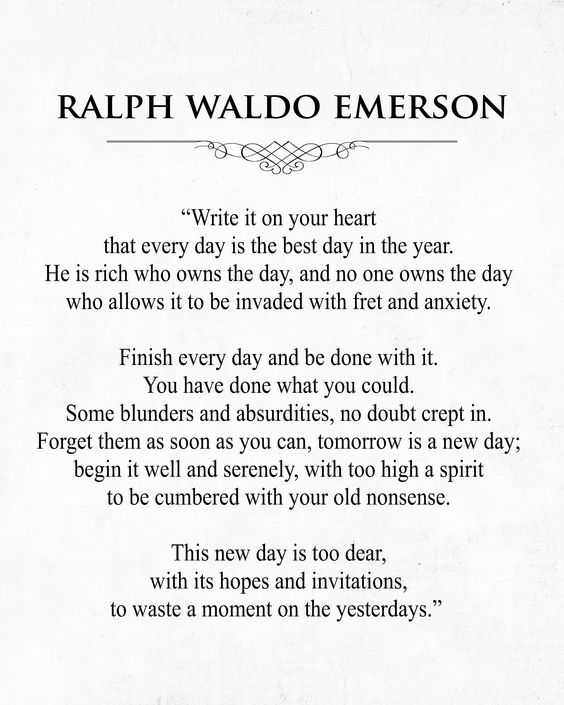 RALPH WALDO EMERSON
“Write it on your heart
that every day is the best day in the year.
He is rich who owns the day, and no one owns the day
who allows it to be invaded with fret and anxiety.
Finish every day and be done with it.
You have done what you could.
Some blunders and absurdities, no doubt crept in.
Forget them as soon as you can, tomorrow is a new day;
begin it well and serenely, with too high a spirit
to be cumbered with your old nonsense.
This new day is too dear,
with its hopes and invitations,
to waste a moment on the yesterdays.”